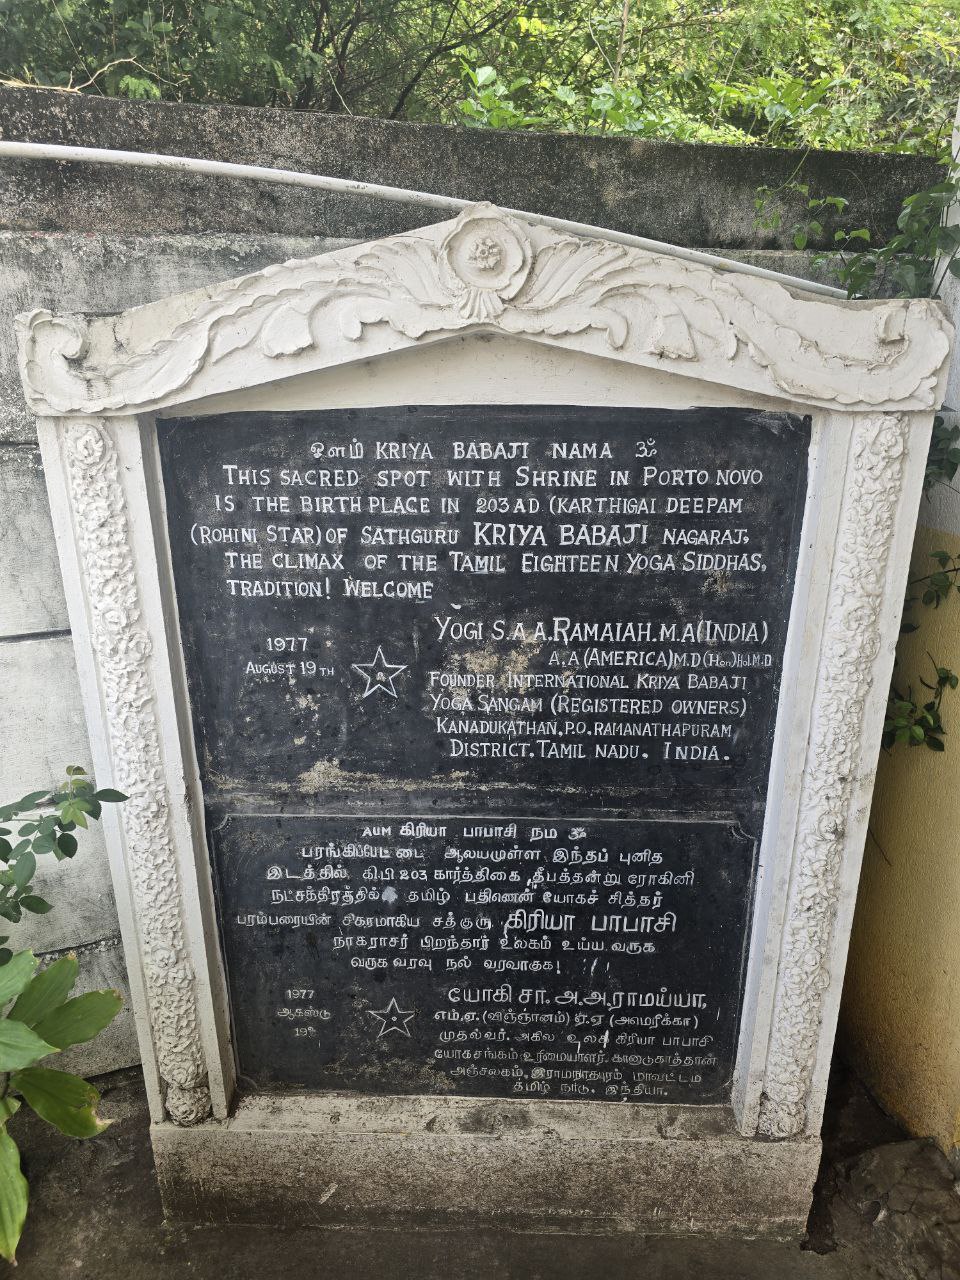 ஓம் KRIYA BABAJI NAMA ॐ
THIS SACRED SPOT WITH SHRINE IN PORTO NOVO
IS THE BIRTH PLACE IN 203 AD (KARTHIGAI DEEPAM
(ROHINI STAR) OF SATHGURU KRIYA BABAJI NAGARAJ,
THE CLIMAX OF THE TAMIL EIGHTEEN YOGA SIDDHAS,
TRADITION! WELCOME
1977
AUGUST 19TH
YOGI S.A.A.RAMAIAH.M.A(INDIA)
A.A(AMERICA)M.D(Hon)Hol.M.D
FOUNDER INTERNATIONAL KRIYA BABAJI
YOGA SANGAM (REGISTERED OWNERS)
KANADUKATHAN, P.O. RAMANATHAPURAM
DISTRICT. TAMIL NADU. INDIA.
AUM கிரியா பாபாசி நம ॐ
பரங்கிப்பேட்டை ஆலயமுள்ள இந்தப் புனித
இடத்தில் கி.பி 203 கார்த்திகை தீபத்தன்று ரோகினி
நட்சத்திரத்தில் தமிழ் பதினென் யோகச் சித்தர்
பரம்பரையின் சிகரமாகிய சத்குரு கிரியா பாபாசி
நாகராசர் பிறந்தார் உலகம் உய்ய வருக
வருக வரவு நல் வரவாகுக!
1977
ஆகஸ்டு
19
யோகி சா.அ.அ.ராமய்யா,
எம்.ஏ.(விஞ்ஞானம்) ஏ.ஏ (அமெரிக்கா)
முதல்வர். அகில உலக கிரியா பாபாசி
யோகசங்கம் உரிமையாளர். கானாடுகாத்தான்
அஞ்சலகம், இராமநாதபுரம் மாவட்டம்
தமிழ் நாடு, இந்தியா.